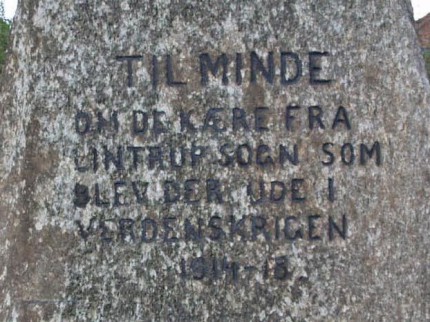 TIL MINDE
OM DE KÆRE FRA
LINTRUP SOGN SOM
BLEV DER UDE I
VERDENSKRIGEN
1914-18